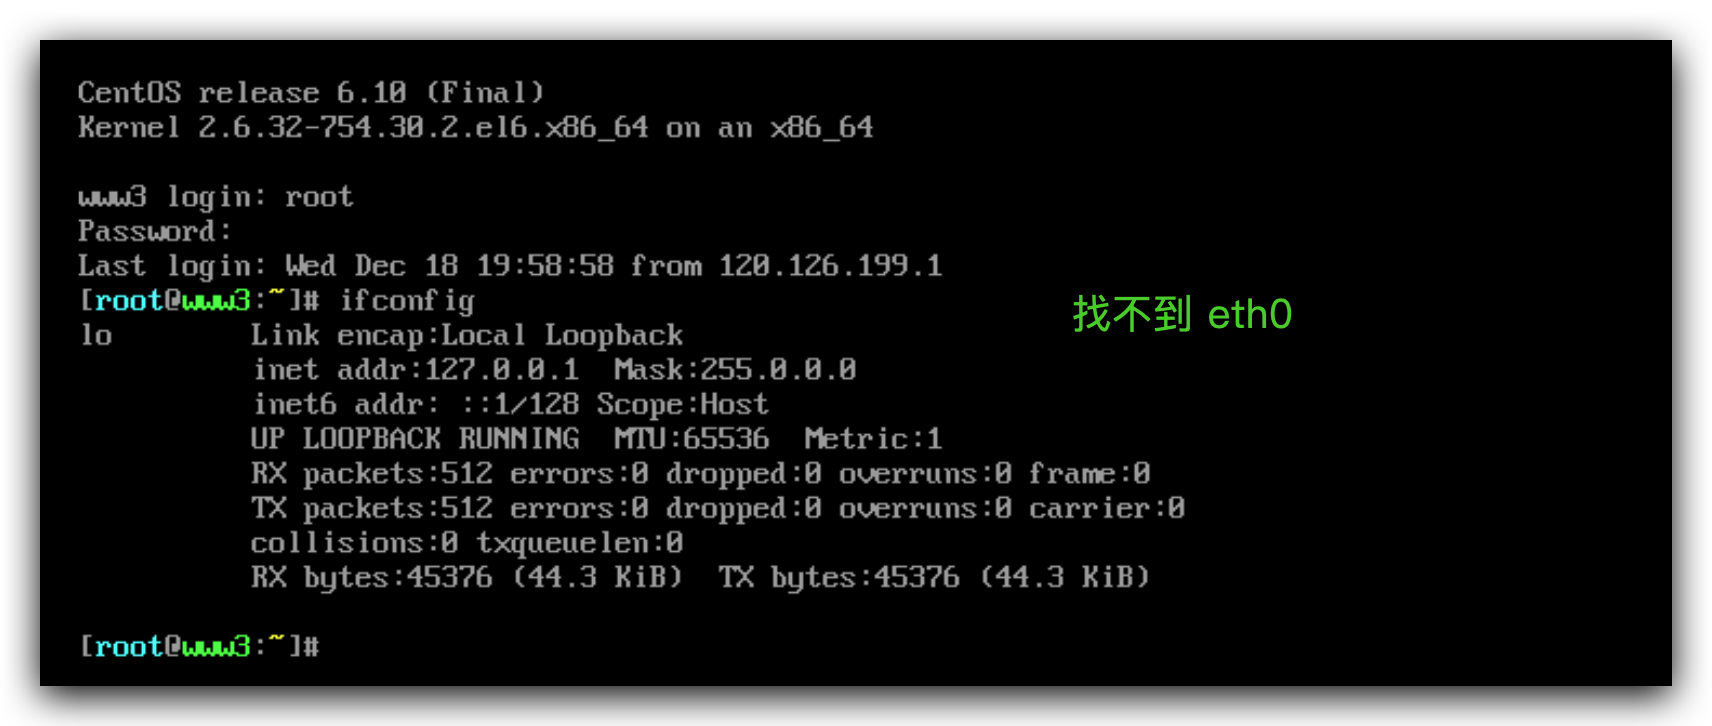 CentOS release 6.10 (Final)
Kernel 2.6.32-754.30.2.el6.x86_64 on an x86_64
www3 login: root
Password:
Last login: Wed Dec 18 19:58:58 from 120.126.199.1
[root@www3:~]# ifconfig
找不到 eth0
lo        Link encap:Local Loopback
          inet addr:127.0.0.1  Mask:255.0.0.0
          inet6 addr: ::1/128 Scope:Host
          UP LOOPBACK RUNNING  MTU:65536  Metric:1
          RX packets:512 errors:0 dropped:0 overruns:0 frame:0
          TX packets:512 errors:0 dropped:0 overruns:0 carrier:0
          collisions:0 txqueuelen:0
          RX bytes:45376 (44.3 KiB)  TX bytes:45376 (44.3 KiB)
[root@www3:~]#